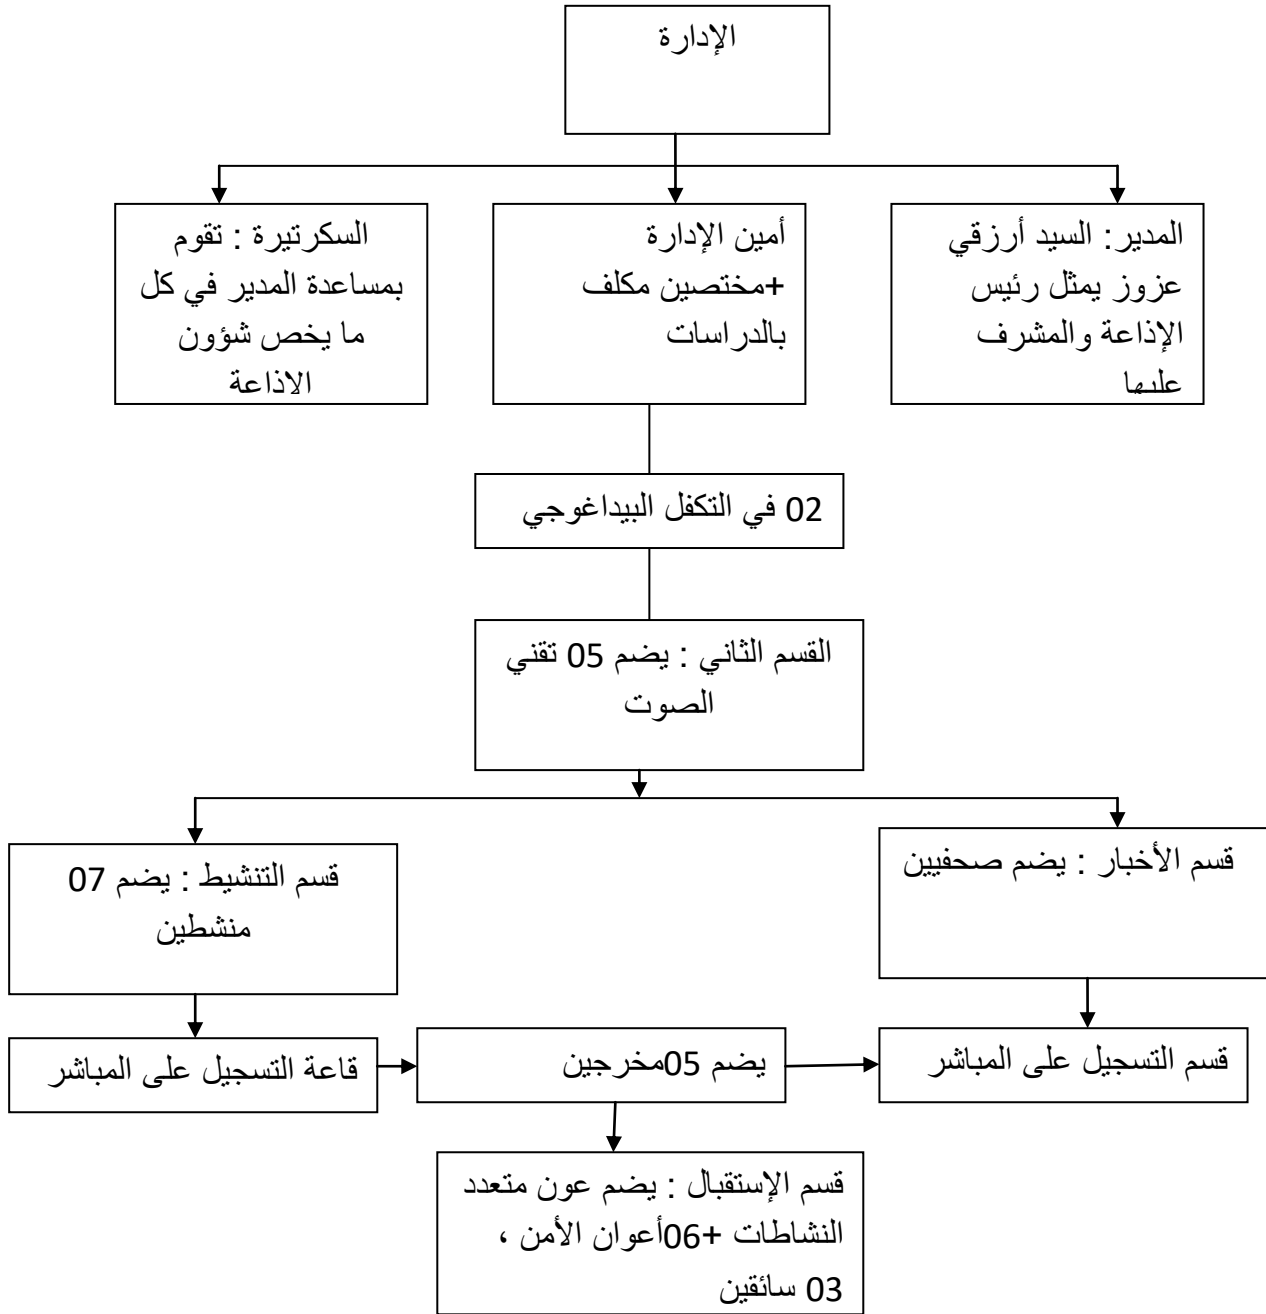 الإدارة
المدير: السيد أرزقي
عزوز يمثل رئيس
الإذاعة والمشرف
عليها
أمين الإدارة
+مختصين مكلف
بالدراسات
السكرتيرة : تقوم
بمساعدة المدير في كل
ما يخص شؤون
الاذاعة
02 في التكفل البيداغوجي
القسم الثاني : يضم 05 تقني
الصوت
قسم الأخبار : يضم صحفيين
قسم التنشيط : يضم 07
منشطين
قسم التسجيل على المباشر
يضم 05مخرجين
قاعة التسجيل على المباشر
قسم الإستقبال : يضم عون متعدد
النشاطات +06أعوان الأمن ،
03 سائقين